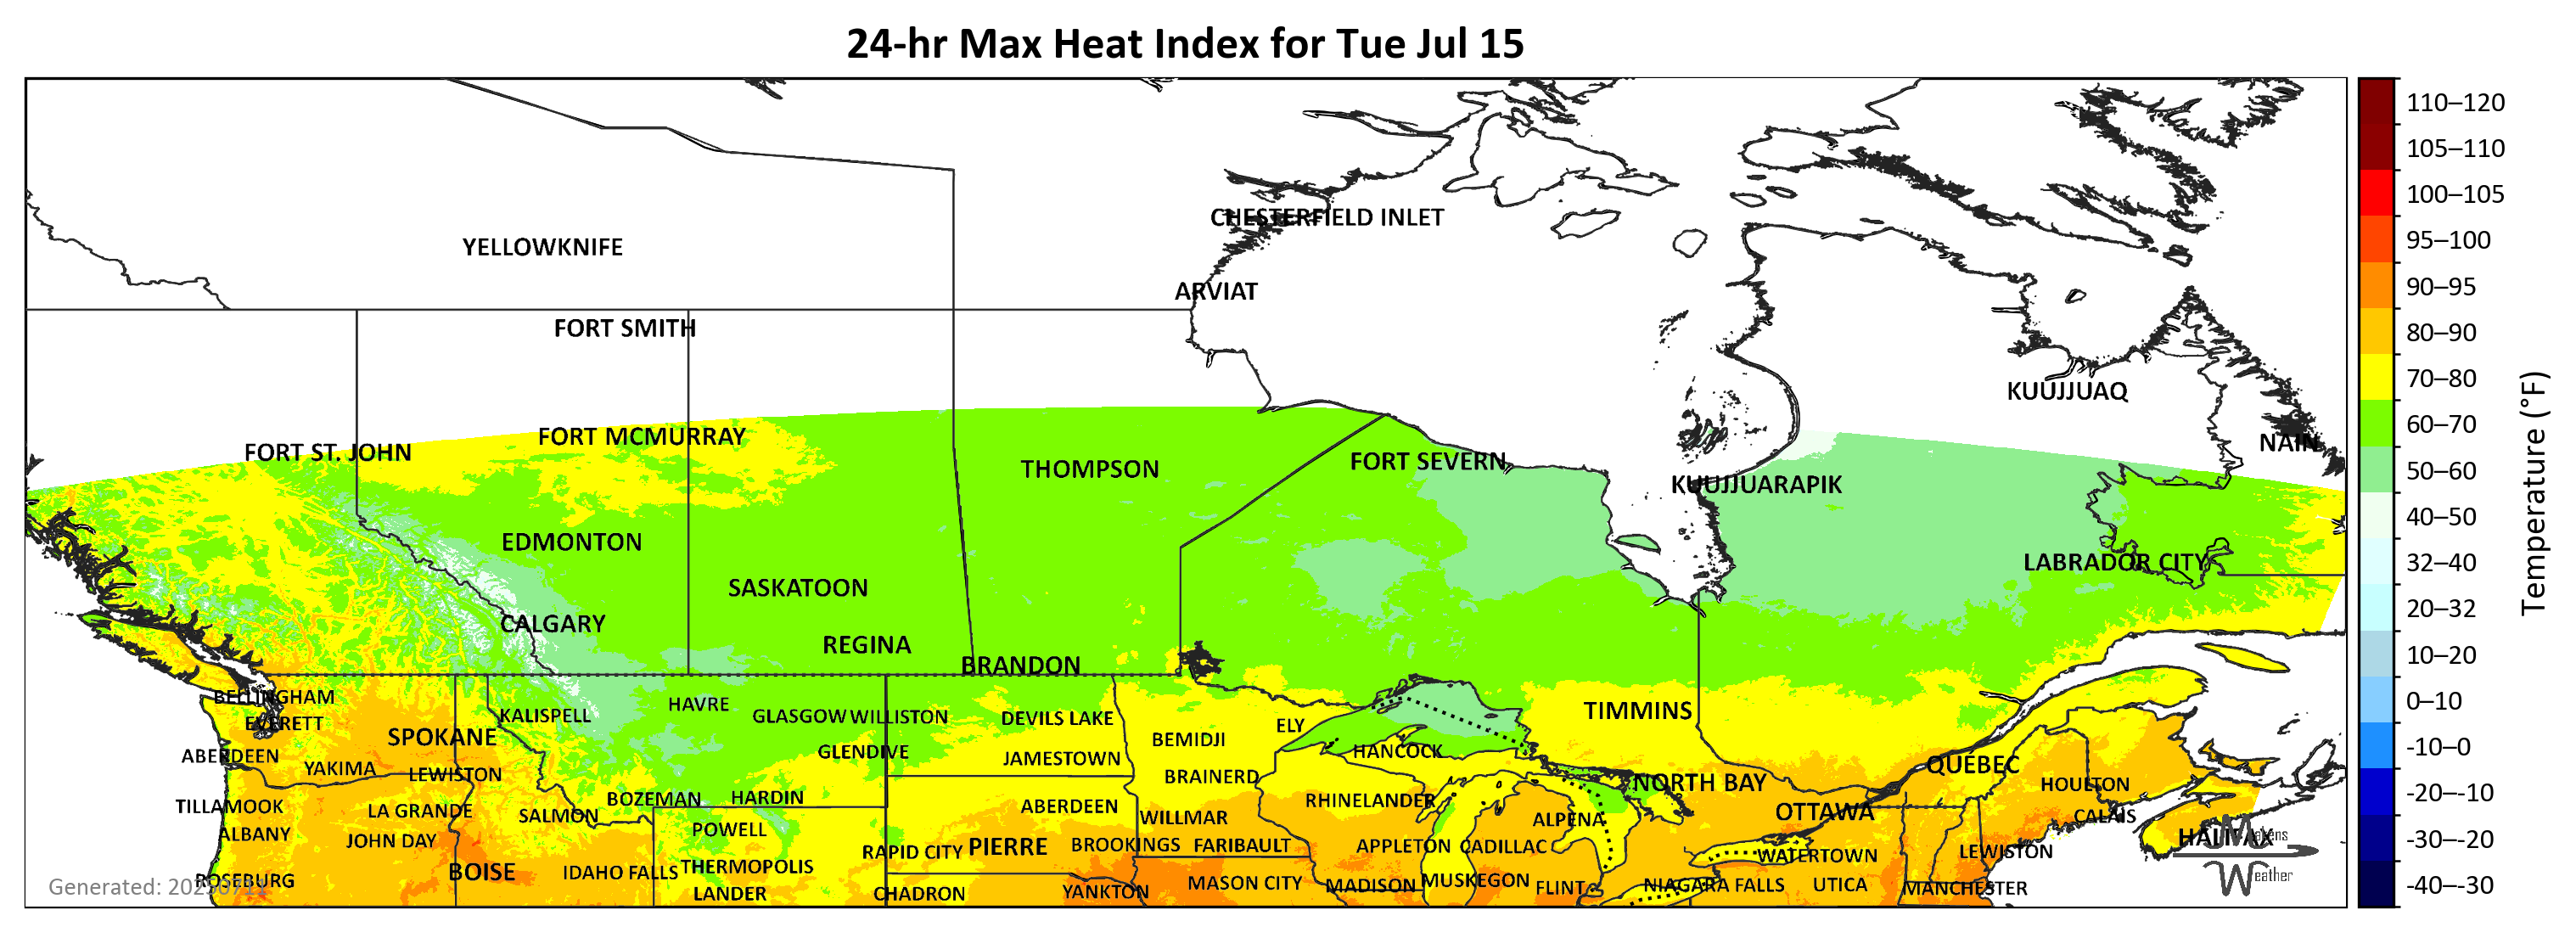 24-hr Max Heat Index for Tue Jul 15
110–120
105–110
100–105
95–100
90–95
80–90
70–80
60–70
50–60
40–50
32–40
20–32
10–20
0–10
-10–0
-20–-10
-30–-20
-40–-30
Temperature (°F)
CHESTERFIELD INLET
YELLOWKNIFE
ARVIAT
FORT SMITH
KUUJJUAQ
FORT MCMURRAY
NAIN
FORT ST. JOHN
THOMPSON
FORT SEVERN
KUUJJUARAPIK
EDMONTON
LABRADOR CITY
SASKATOON
CALGARY
REGINA
BRANDON
BELLINGHAM
HAVRE
KALISPELL
GLASGOW
WILLISTON
DEVILS LAKE
TIMMINS
EVERETT
ELY
SPOKANE
BEMIDJI
ABERDEEN
GLENDIVE
JAMESTOWN
HANCOCK
QUEBEC
YAKIMA
LEWISTON
BRAINERD
NORTH BAY
HOULTON
TILLAMOOK
LA GRANDE
SALMON
BOZEMAN
HARDIN
ABERDEEN
RHINELANDER
OTTAWA
CALAIS
ALBANY
JOHN DAY
POWELL
WILLMAR
ALPENA
HALIFAX
RAPID CITY
PIERRE
BROOKINGS
FARIBAULT
APPLETON
CADILLAC
WATERTOWN
LEWISTON
BOISE
IDAHO FALLS
THERMOPOLIS
ROSEBURG
LANDER
CHADRON
YANKTON
MASON CITY
MADISON
MUSKEGON
FLINT
NIAGARA FALLS
UTICA
MANCHESTER
Generated: 20250711
Makens
Weather